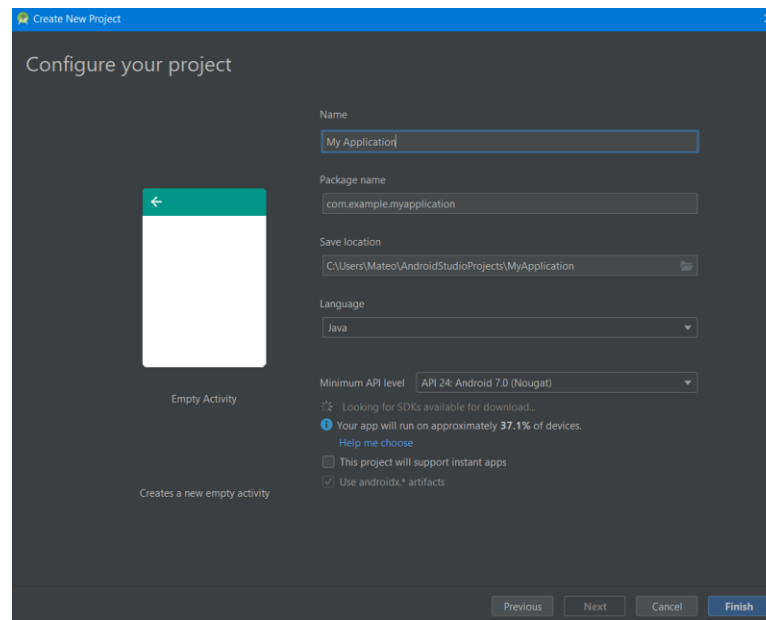 Create New Project
Configure your project
Name
My Application
Package name
com.example.myapplication
Save location
C:\Users\Mateo\AndroidStudioProjects\MyApplication
Language
Java
Minimum API level API 24: Android 7.0 (Nougat)
Looking for SDKs available for download...
Your app will run on approximately 37.1% of devices.
Help me choose
This project will support instant apps
Use androidx.* artifacts
Empty Activity
Creates a new empty activity
Previous Next Cancel Finish